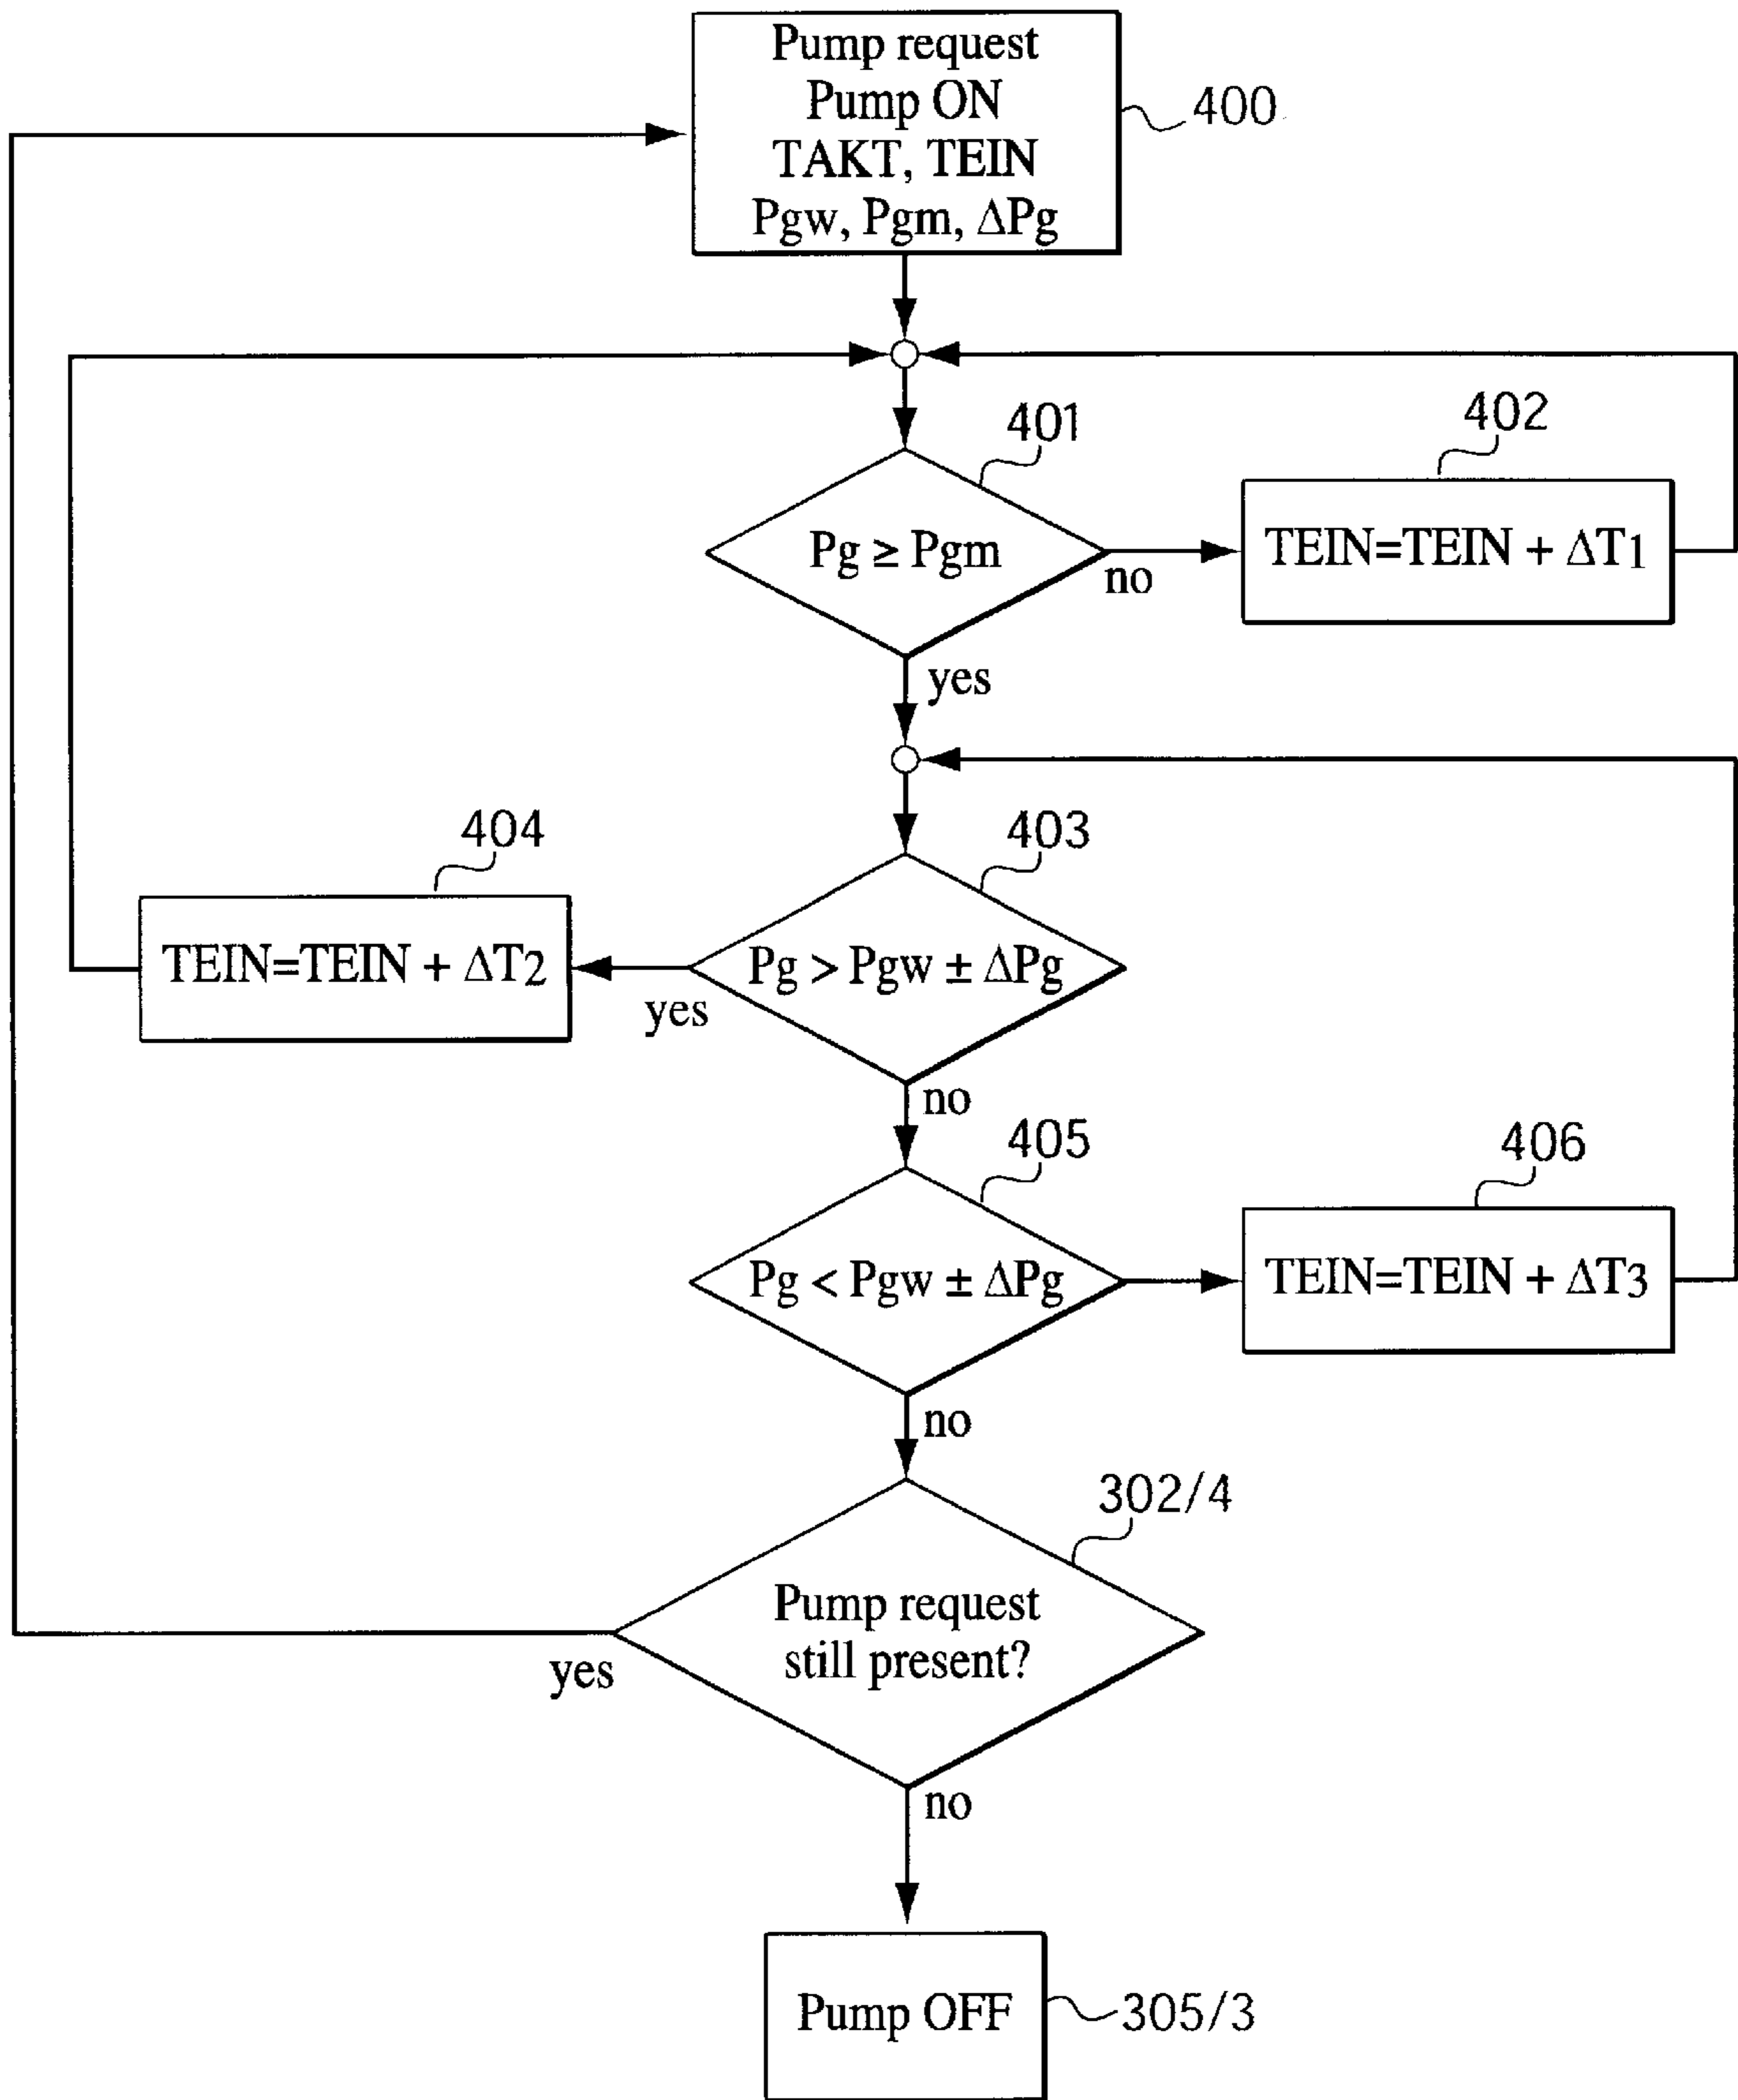 Pump request
Pump ON
TAKT, TEIN
Pgw, Pgm, ΔPg
400
401
402
Pg ≥ Pgm
no
TEIN=TEIN + ΔT1
yes
404
403
TEIN=TEIN + ΔT2
yes
Pg > Pgw ± ΔPg
no
405
406
Pg < Pgw ± ΔPg
TEIN=TEIN + ΔT3
no
302/4
Pump request
still present?
yes
no
Pump OFF
305/3